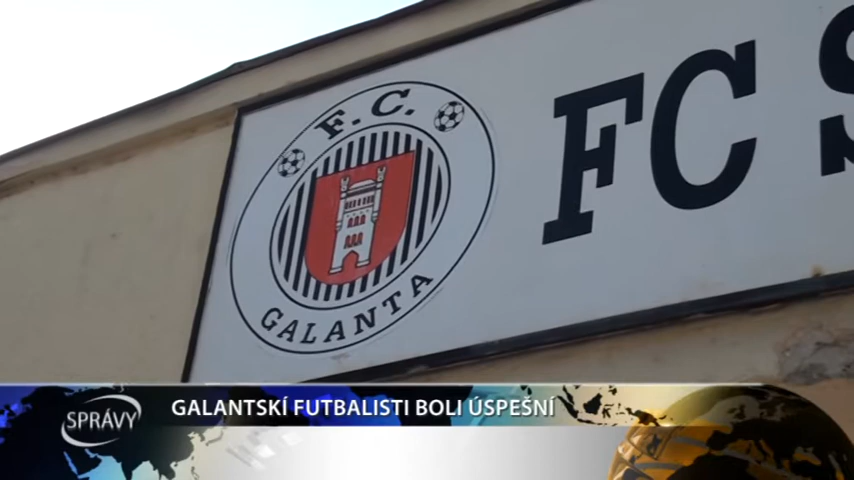 F.C.
GALANTA
FC
SPRÁVY
GALANTSKÍ FUTBALISTI BOLI ÚSPEŠNÍ